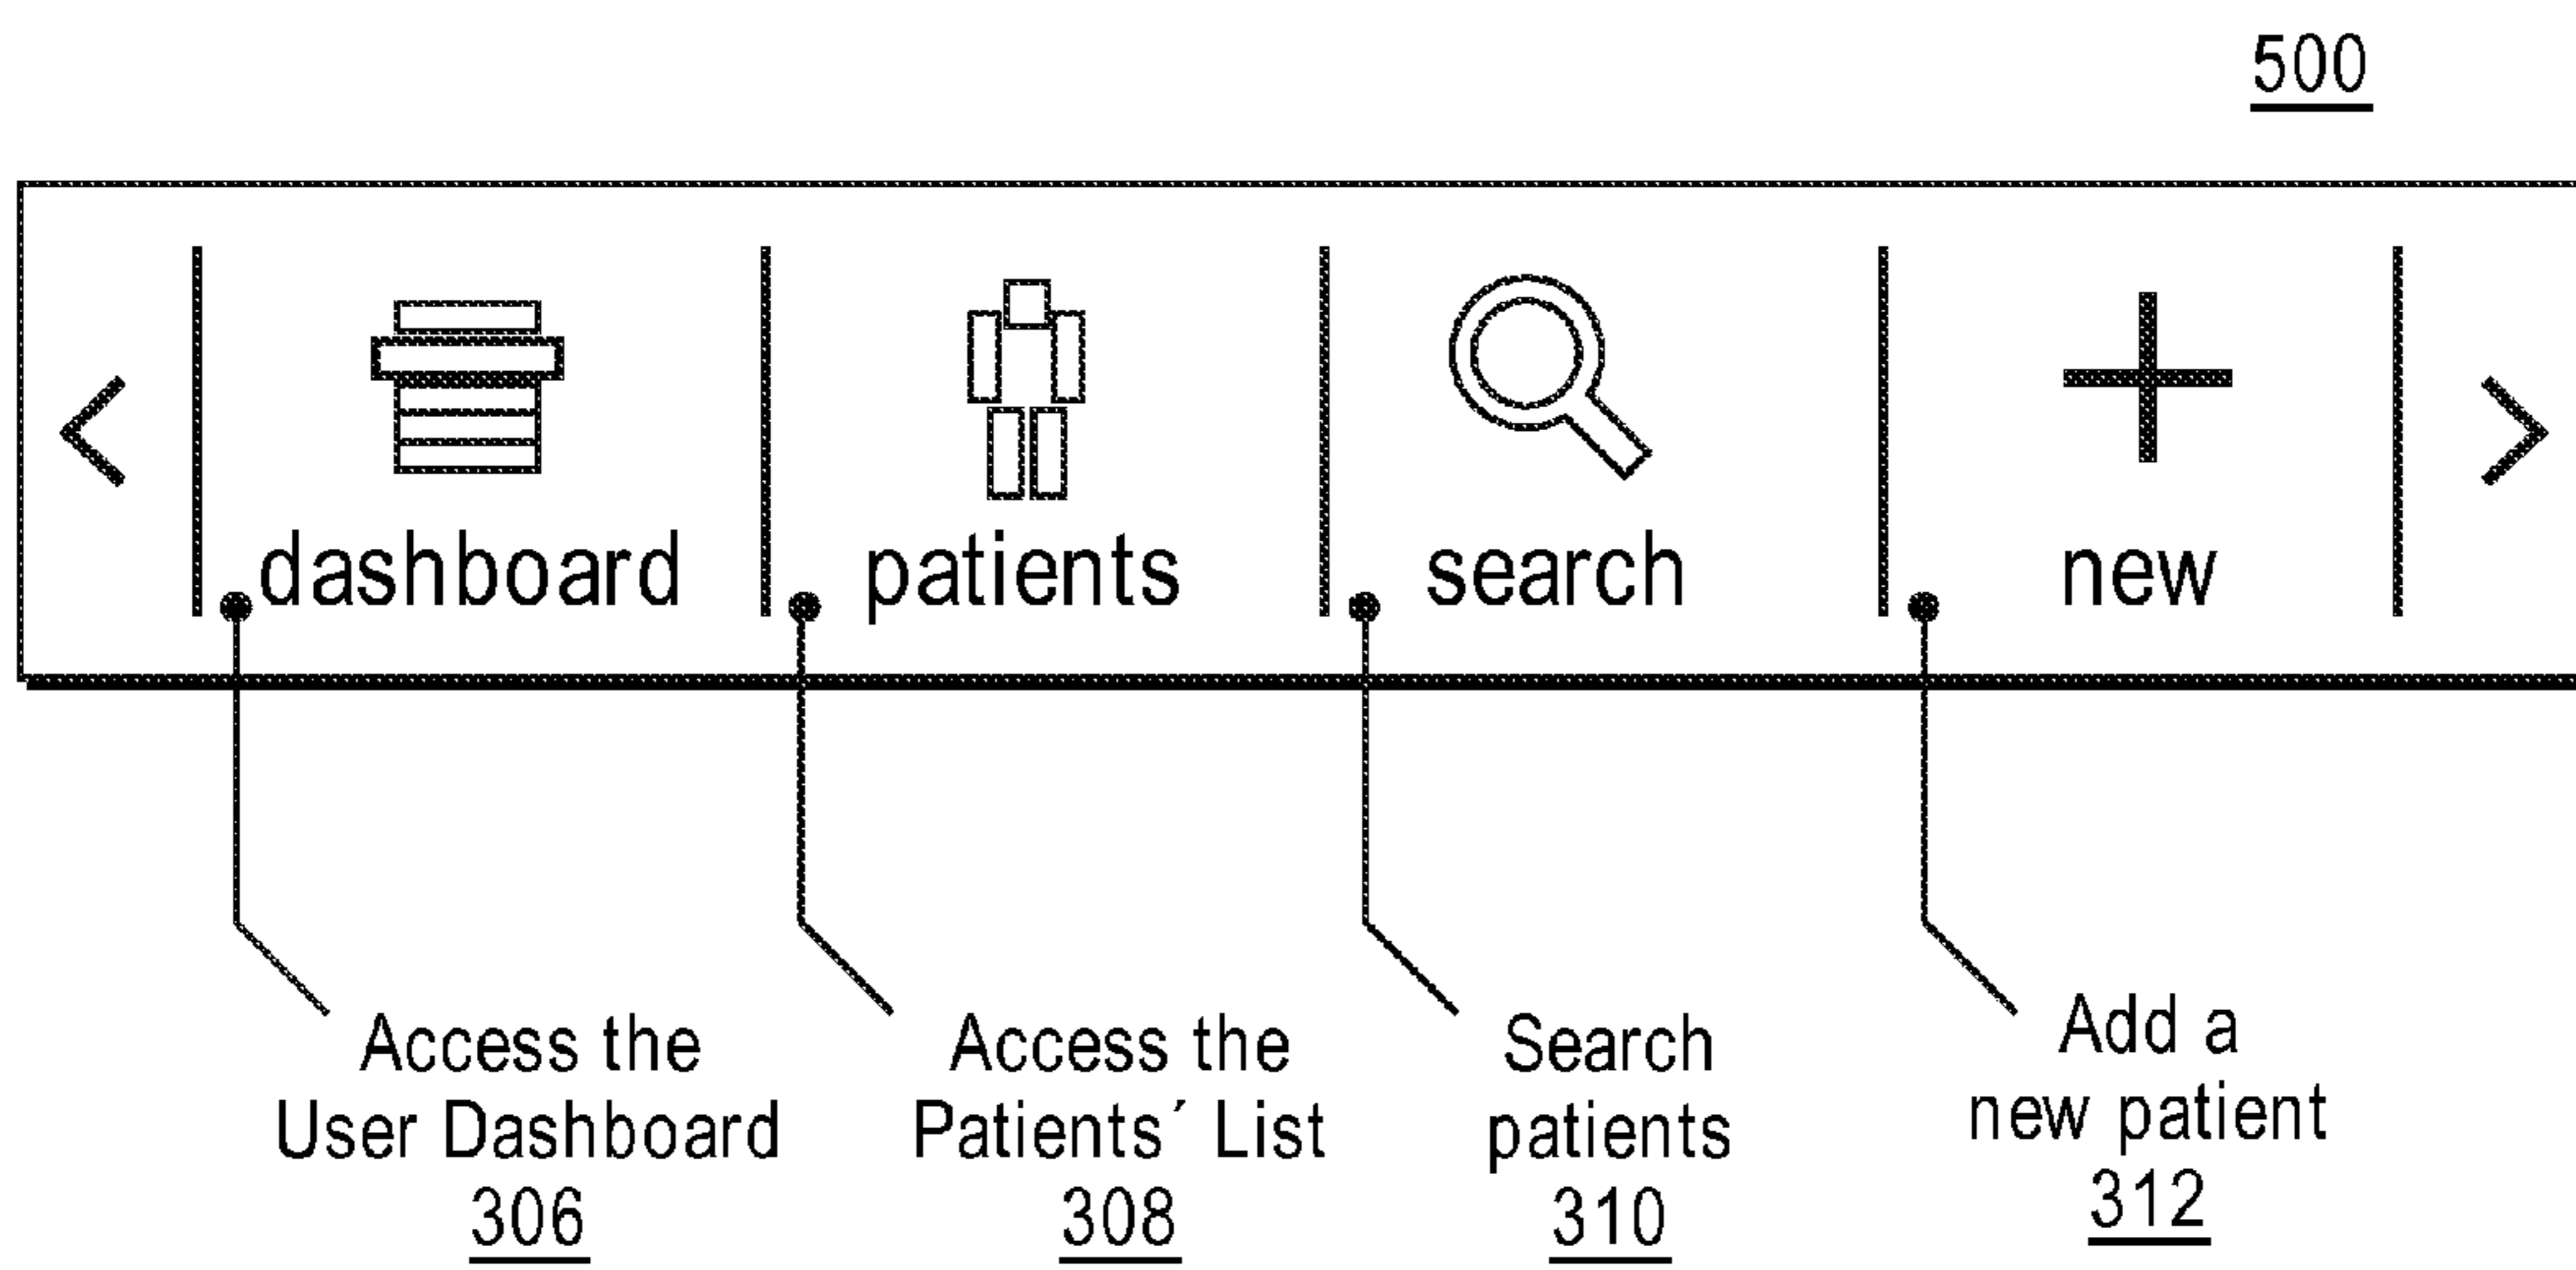 500
dashboard
patients
search
new
Access the
User Dashboard
306
Access the
Patients´ List
308
Search
patients
310
Add a
new patient
312